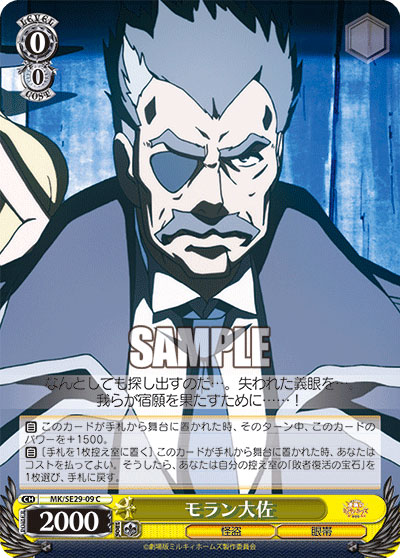 LEVEL
0
0
COST
SAMPLE
なんとしても探し出すのだ…。失われた義眼を…、
我らが宿願を果たすために……！
自 このカードが手札から舞台に置かれた時、そのターン中、このカードの
パワーを+1500。
自 ［手札を1枚控え室に置く］ このカードが手札から舞台に置かれた時、あなたは
コストを払ってよい。そうしたら、あなたは自分の控え室の「敗者復活の宝石」を
1枚選び、手札に戻す。
CH MK/SE29-09 C
モラン大佐
POWER
2000
怪盗
眼帯
©劇場版ミルキィホームズ製作委員会